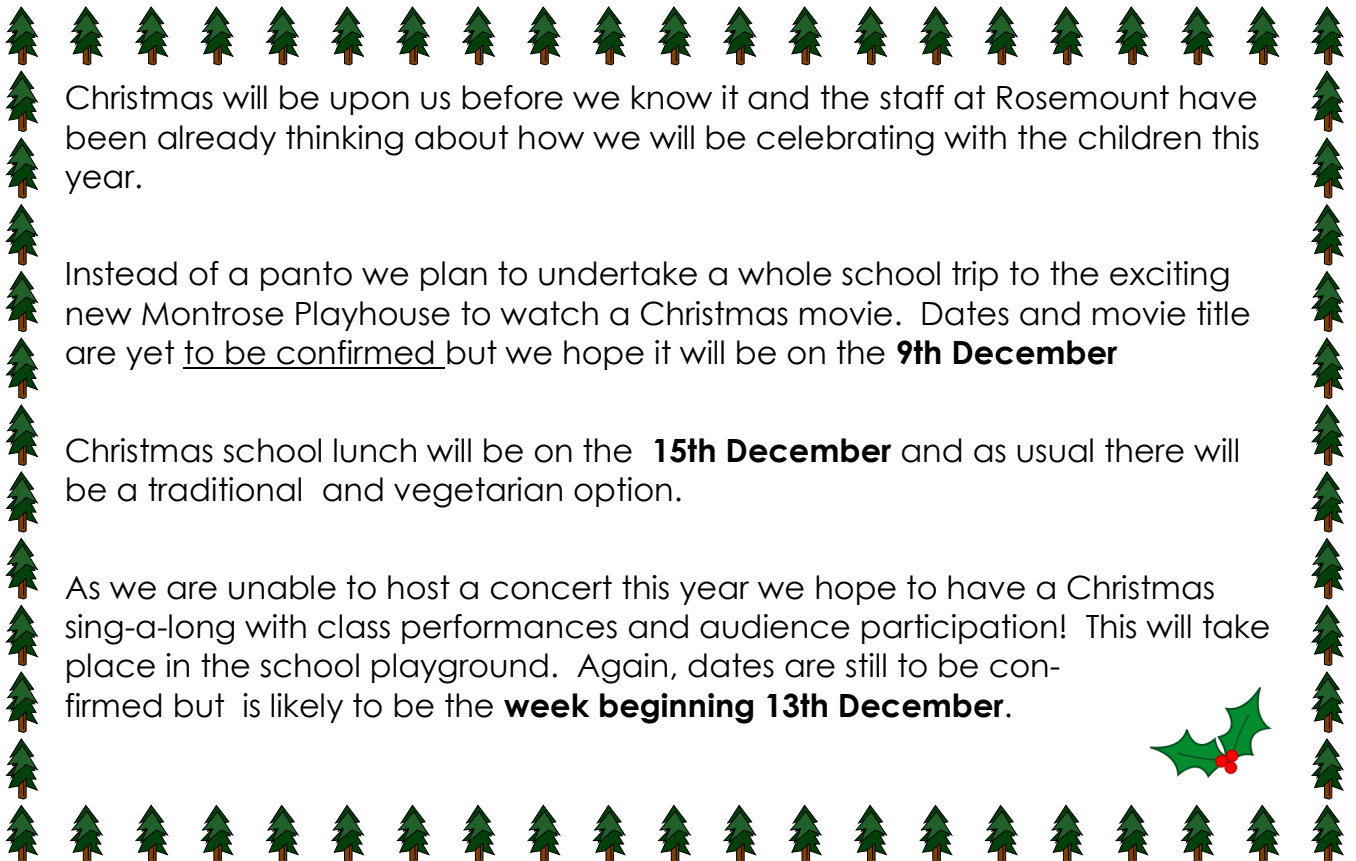 Christmas will be upon us before we know it and the staff at Rosemount have
been already thinking about how we will be celebrating with the children this
year.
Instead of a panto we plan to undertake a whole school trip to the exciting
new Montrose Playhouse to watch a Christmas movie.  Dates and movie title
are yet to be confirmed but we hope it will be on the 9th December
Christmas school lunch will be on the  15th December and as usual there will
be a traditional  and vegetarian option.
As we are unable to host a concert this year we hope to have a Christmas
sing-a-long with class performances and audience participation!  This will take
place in the school playground.  Again, dates are still to be con-
firmed but  is likely to be the week beginning 13th December.